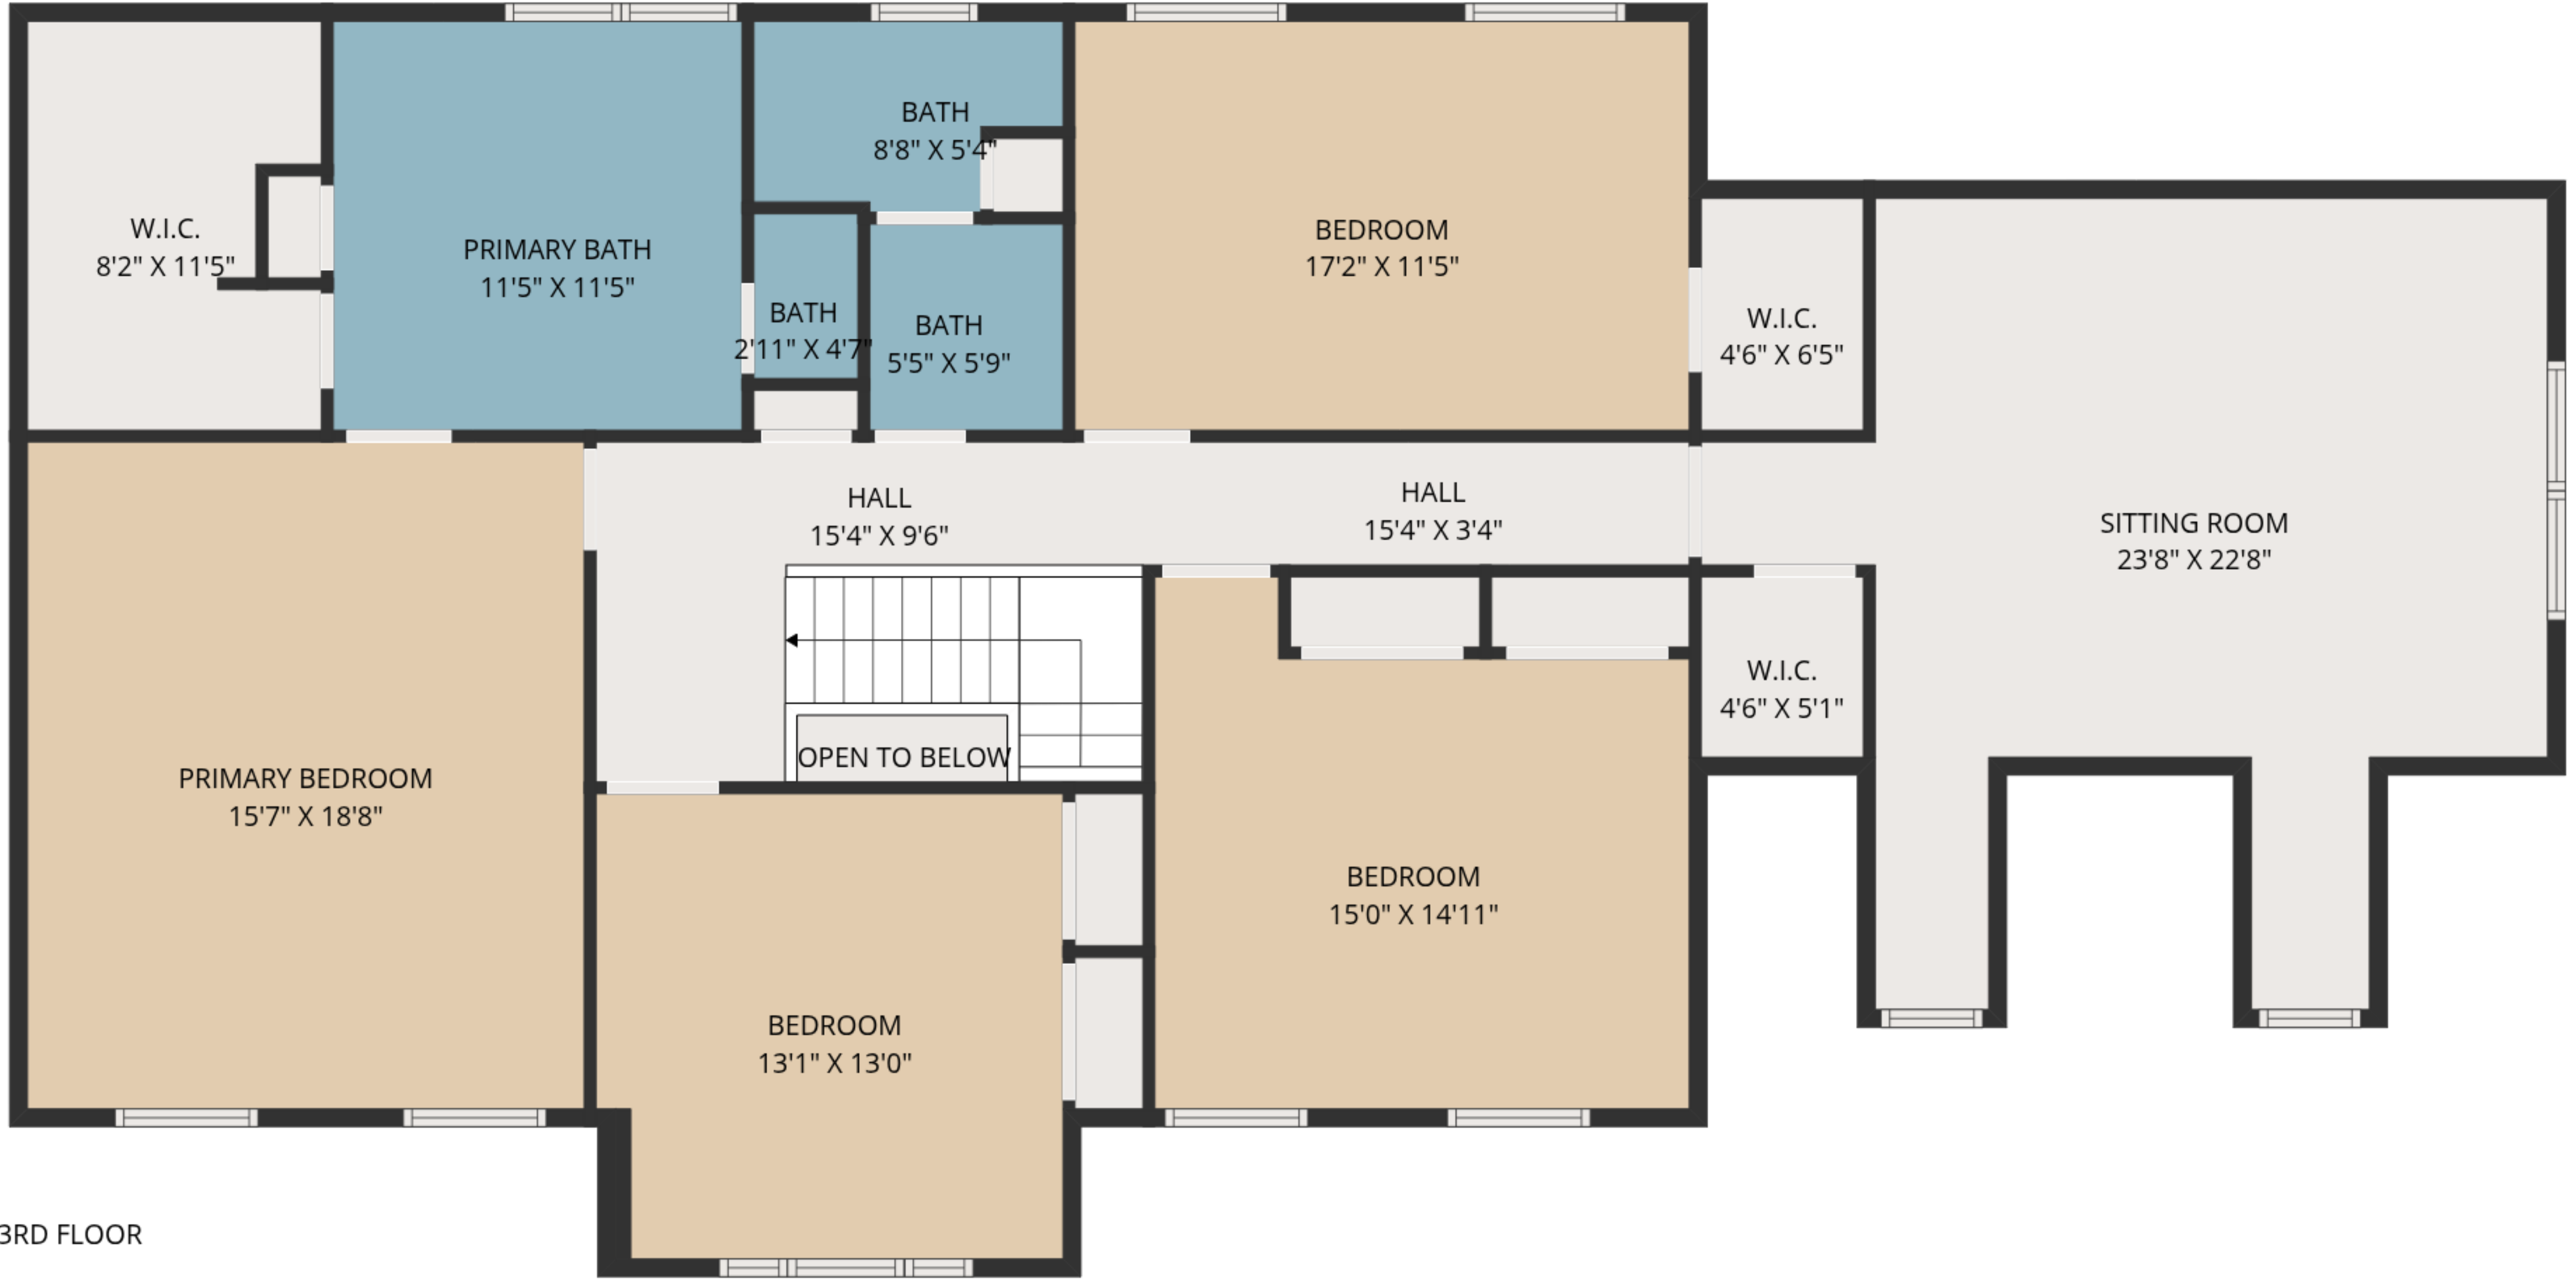 BATH
8'8" X 5'4"
W.I.C.
8'2" X 11'5"
PRIMARY BATH
11'5" X 11'5"
BEDROOM
17'2" X 11'5"
BATH
2'11" X 4'7"
BATH
5'5" X 5'9"
W.I.C.
4'6" X 6'5"
HALL
15'4" X 9'6"
HALL
15'4" X 3'4"
SITTING ROOM
23'8" X 22'8"
W.I.C.
4'6" X 5'1"
OPEN TO BELOW
PRIMARY BEDROOM
15'7" X 18'8"
BEDROOM
15'0" X 14'11"
BEDROOM
13'1" X 13'0"
3RD FLOOR